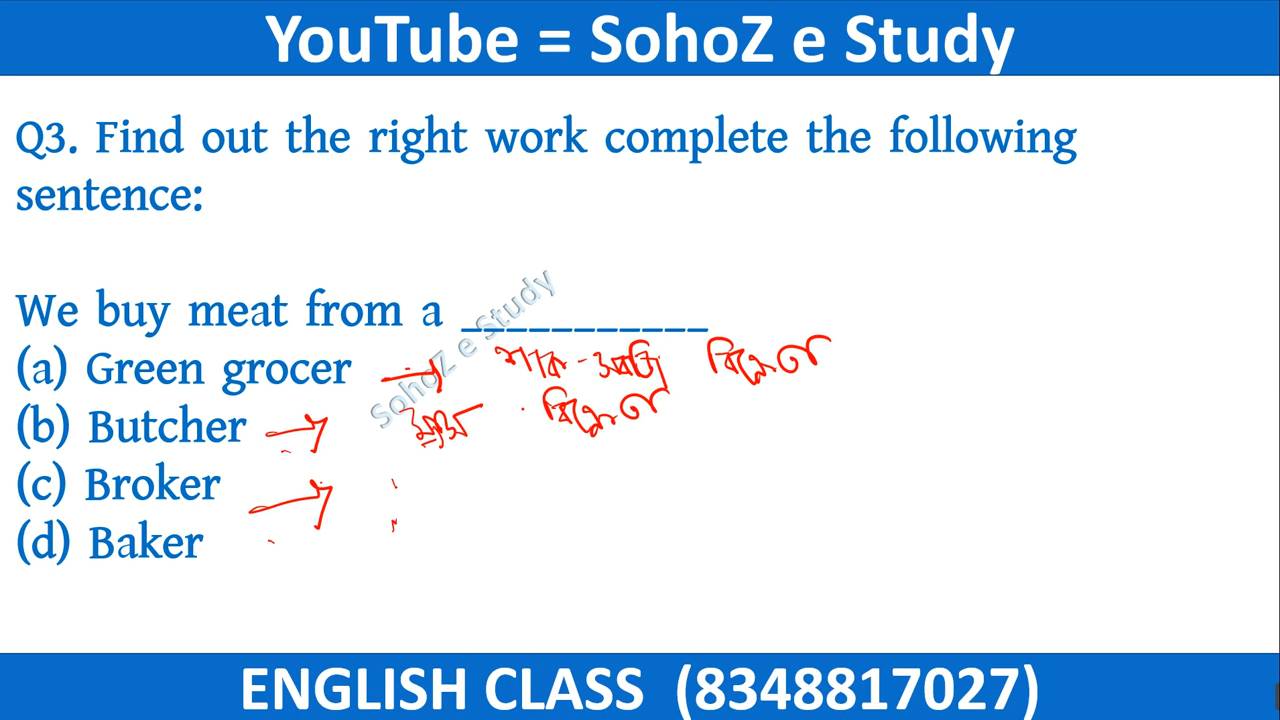 YouTube = SohoZ e Study
Q3. Find out the right work complete the following
sentence:
We buy meat from a ___________
(a) Green grocer → শাক-সবজি বিক্রেতা
(b) Butcher → মাংস বিক্রেতা
(c) Broker →
(d) Baker
SohoZ e Study
ENGLISH CLASS (8348817027)